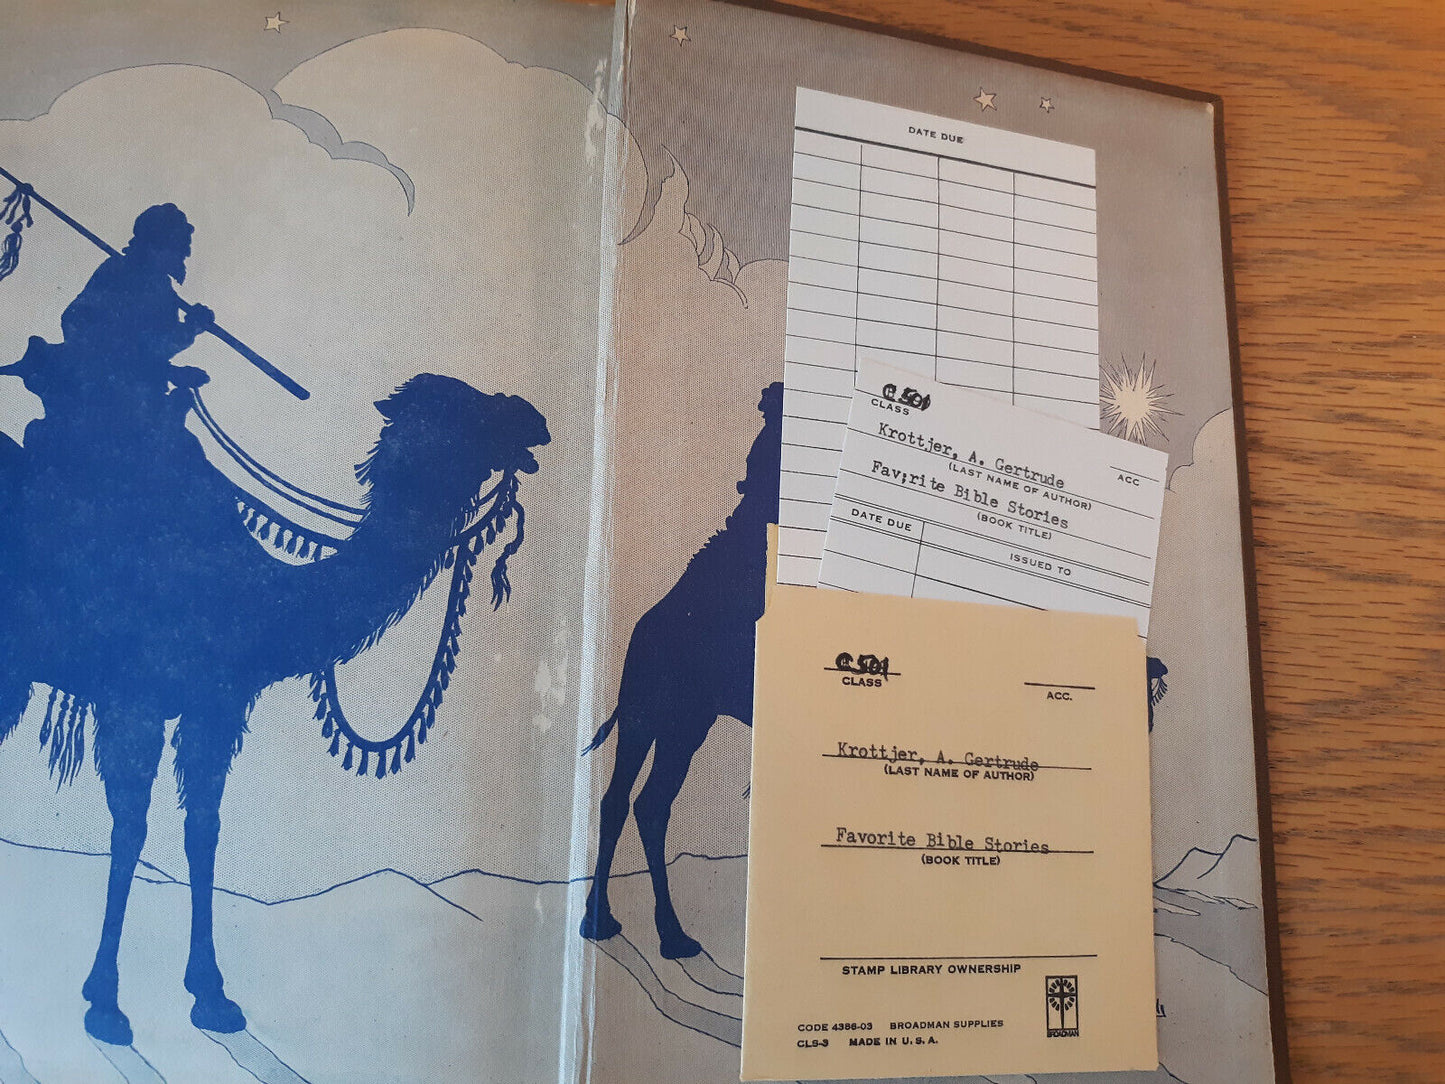 DATE DUE
CLASS
Krottjer, A. Gertrude
ACC
(LAST NAME OF AUTHOR)
Fav;rite Bible Stories
(BOOK TITLE)
DATE DUE
ISSUED TO
CLASS
ACC.
Krottjer, A. Gertrude
(LAST NAME OF AUTHOR)
Favorite Bible Stories
(BOOK TITLE)
STAMP LIBRARY OWNERSHIP
CODE 4386-03 BROADMAN SUPPLIES
CLS-3 MADE IN U.S.A.
BROADMAN